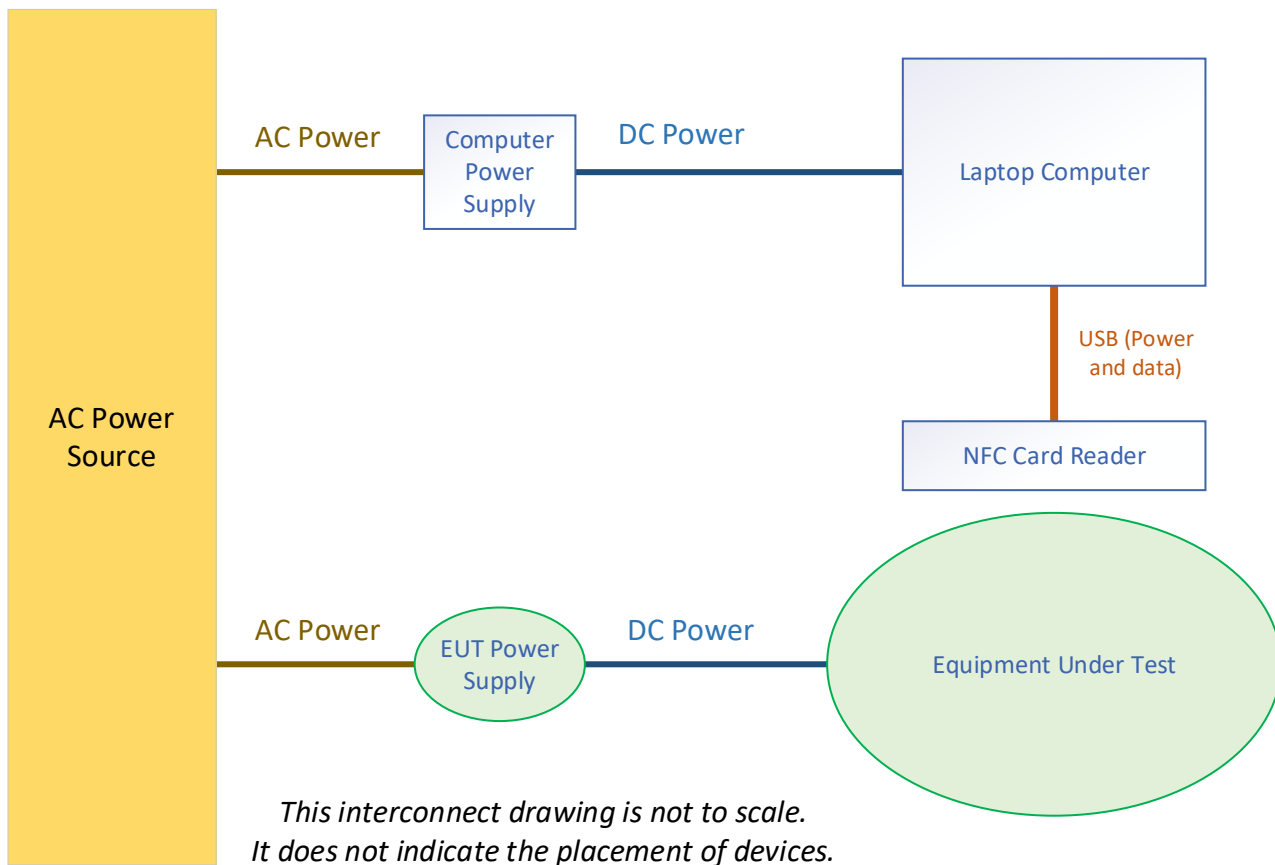 AC Power
Source
AC Power
Computer
Power
Supply
DC Power
Laptop Computer
USB (Power
and data)
NFC Card Reader
AC Power
EUT Power
Supply
DC Power
Equipment Under Test
This interconnect drawing is not to scale.
It does not indicate the placement of devices.